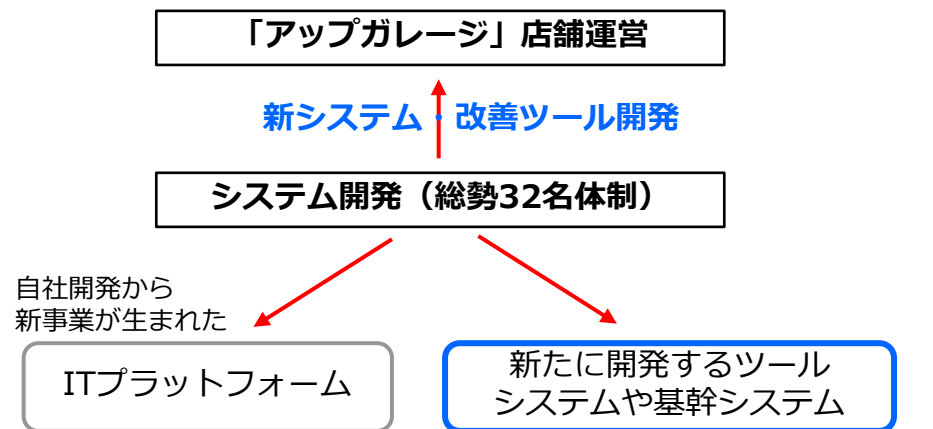 「アップガレージ」店舗運営
新システム・改善ツール開発
システム開発（総勢32名体制）
自社開発から
新事業が生まれた
ITプラットフォーム
新たに開発するツール
システムや基幹システム